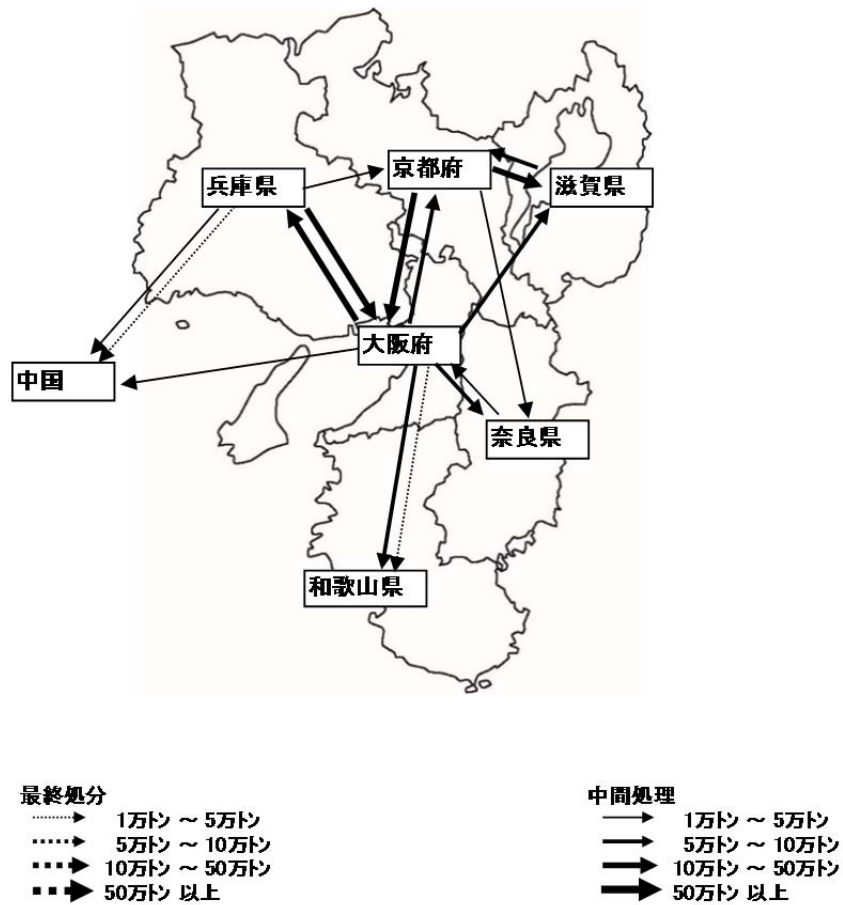 京都府
兵庫県
滋賀県
大阪府
中国
奈良県
和歌山県
最終処分
1万トン ～ 5万トン
5万トン ～ 10万トン
10万トン ～ 50万トン
50万トン 以上
中間処理
1万トン ～ 5万トン
5万トン ～ 10万トン
10万トン ～ 50万トン
50万トン 以上